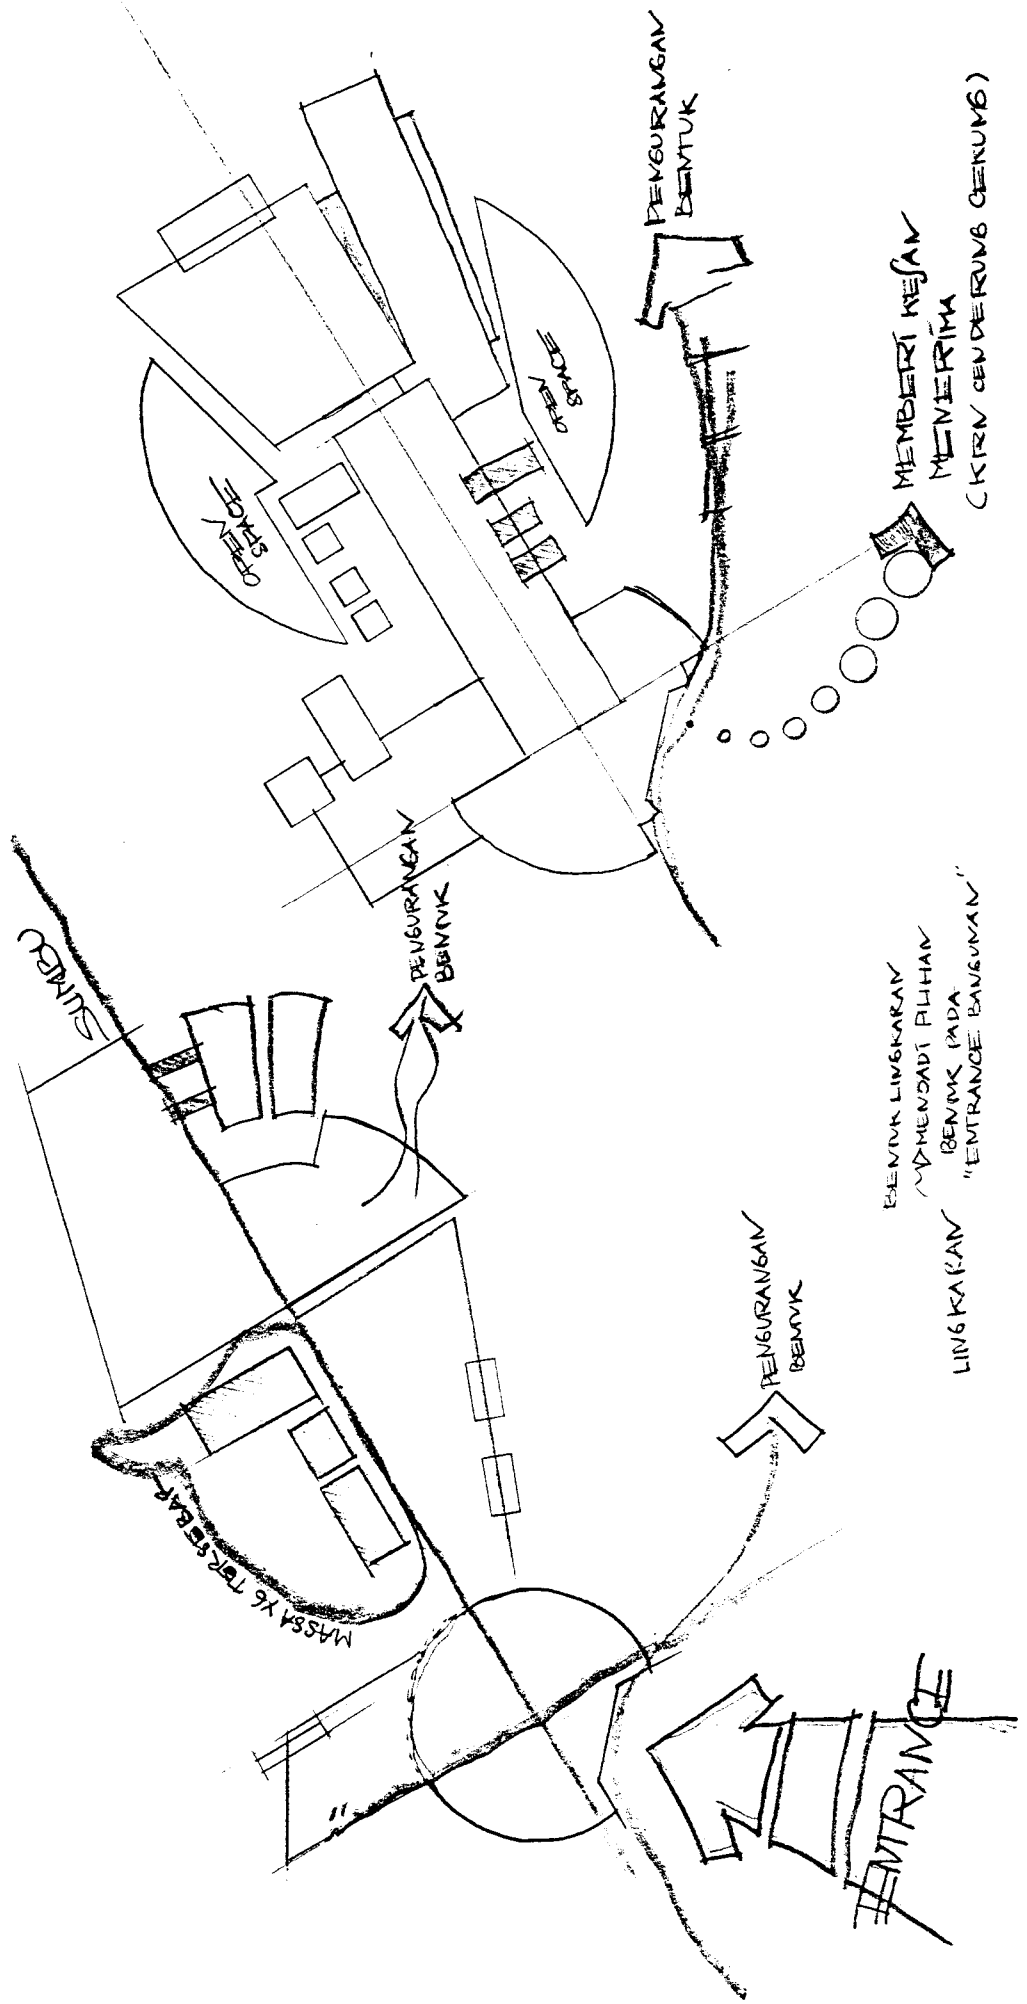 SUMBU
MASSA YG TERSEBAR
PENGURANGAN
BENTUK
PENGURANGAN
BENTUK
ENTRANCE
LINGKARAN
BENTUK LINGKARAN
MENJADI PILIHAN
BENTUK PADA
"ENTRANCE BANGUNAN"
OPEN
SPACE
OPEN
SPACE
PENGURANGAN
BENTUK
MEMBERI KESAN
MENERIMA
(KRN CENDERUNG CEKUNG)